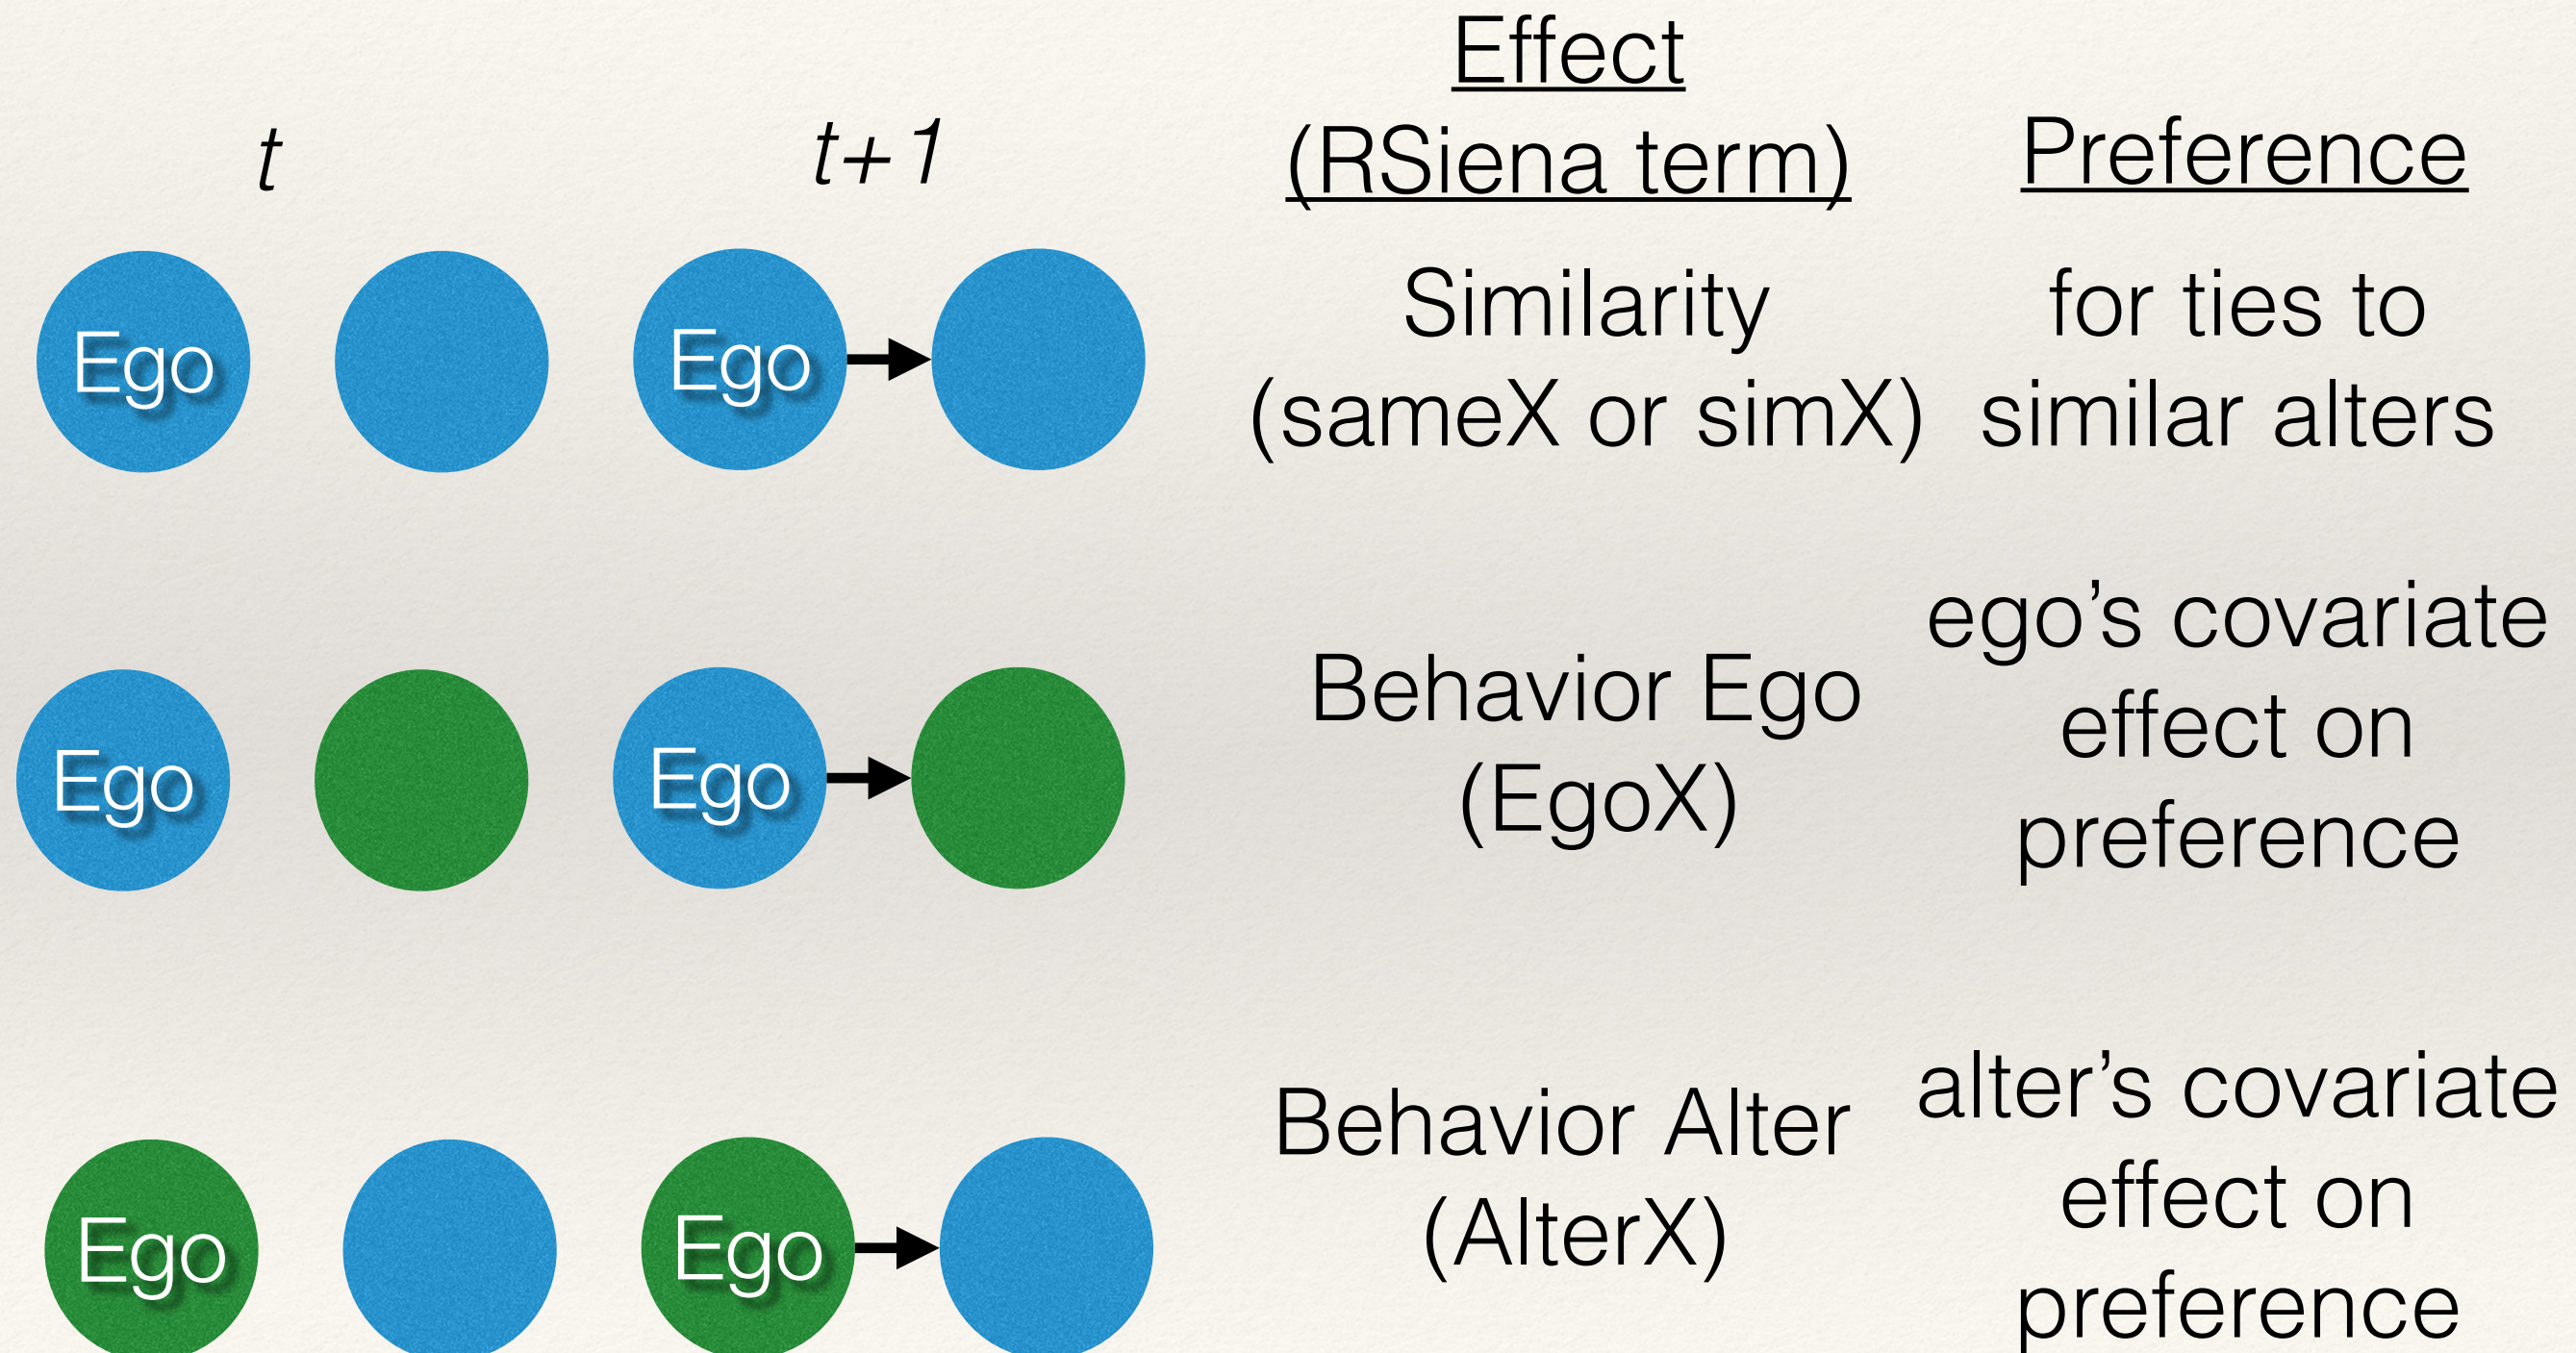 t
t+1
Effect
(RSiena term)
Preference
Ego
Ego
Similarity
(sameX or simX)
for ties to
similar alters
Ego
Ego
Behavior Ego
(EgoX)
ego’s covariate
effect on
preference
Ego
Ego
Behavior Alter
(AlterX)
alter’s covariate
effect on
preference